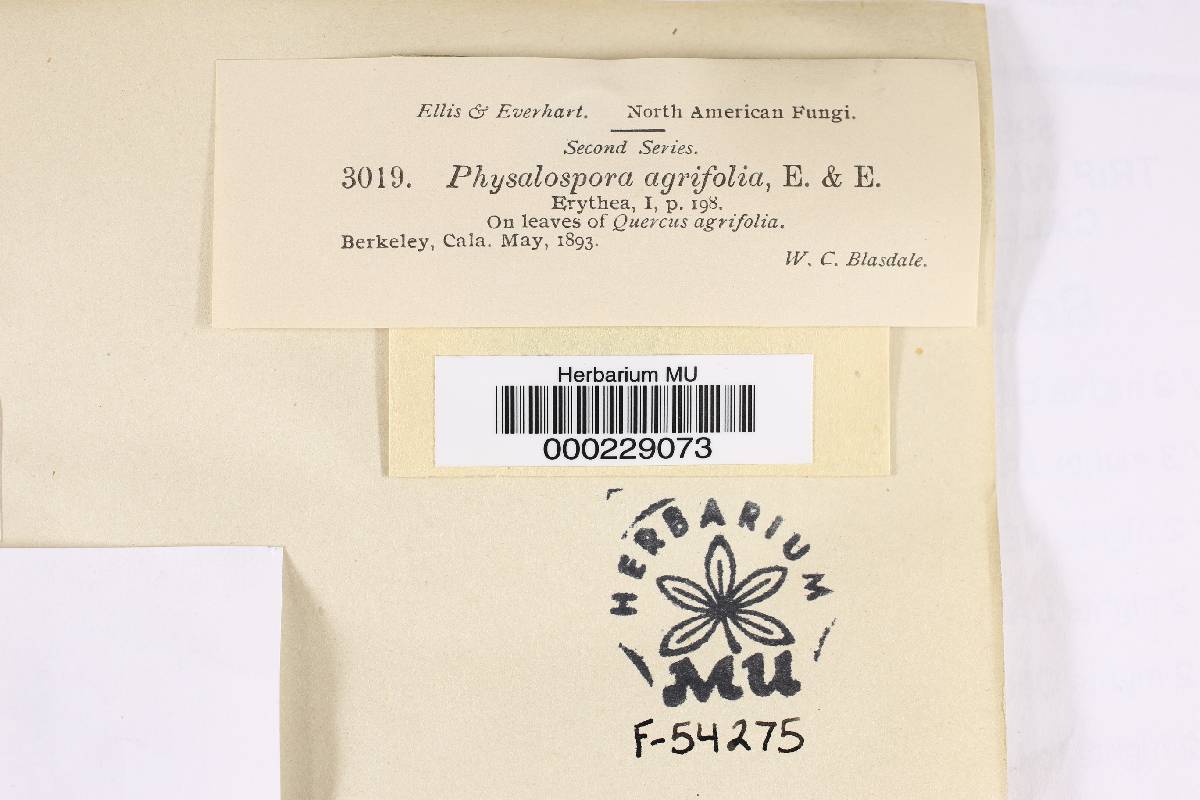 Ellis & Everhart. North American Fungi.
Second Series.
3019. Physalospora agrifolia, E. & E.
Erythea, I, p. 198.
On leaves of Quercus agrifolia.
Berkeley, Cala. May, 1893.
W. C. Blasdale.
Herbarium MU
000229073
HERBARIUM
MU
F-54275